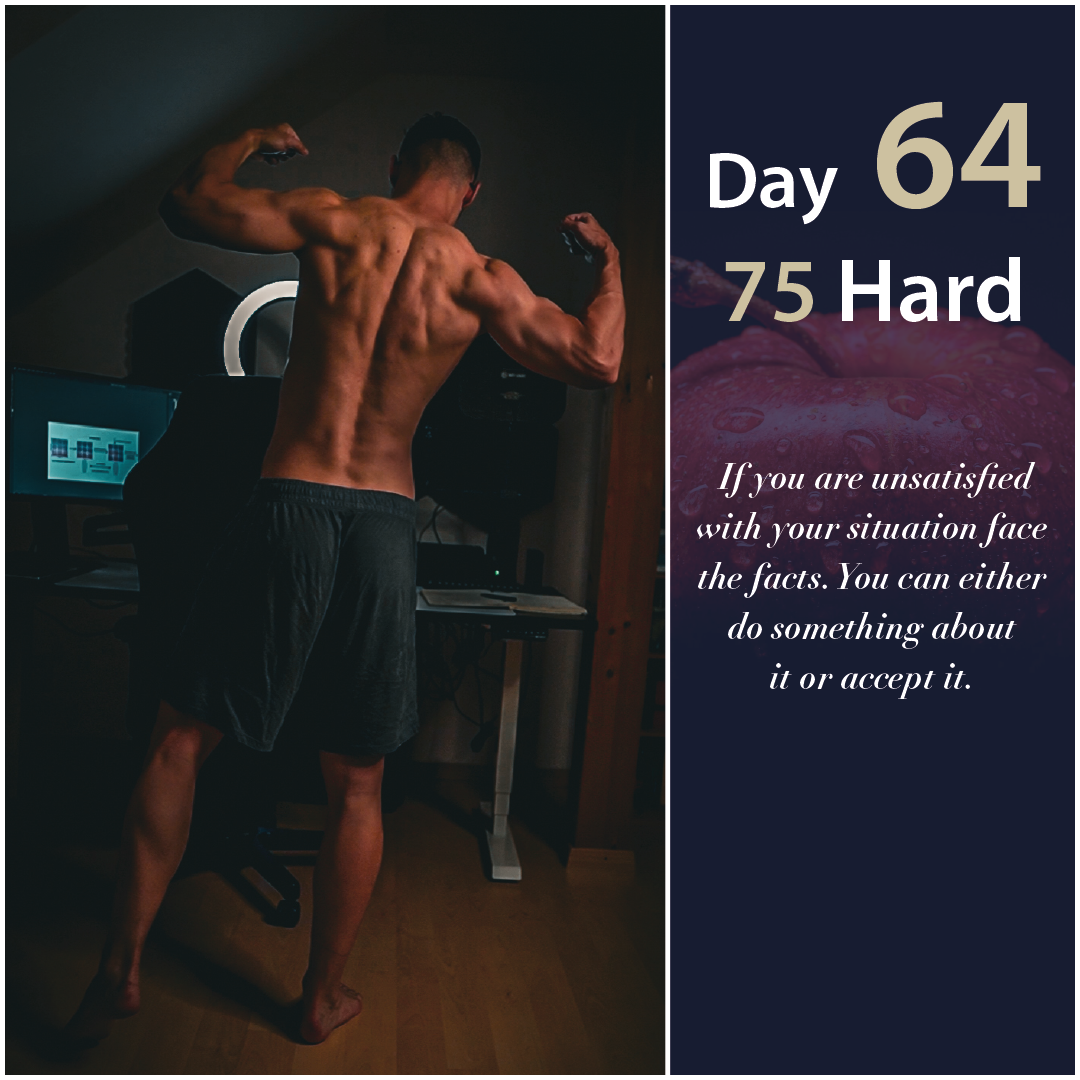 Day 64
75 Hard
If you are unsatisfied
with your situation face
the facts. You can either
do something about
it or accept it.